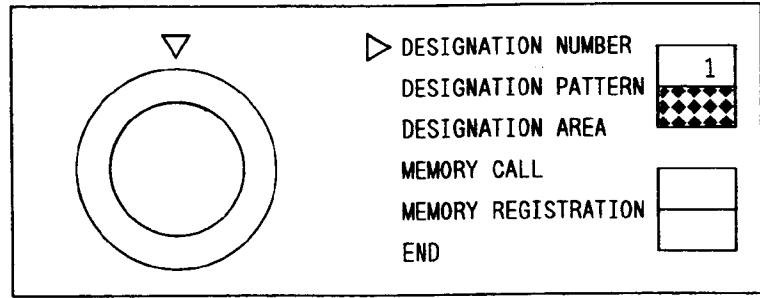 DESIGNATION NUMBER
1
DESIGNATION PATTERN
DESIGNATION AREA
MEMORY CALL
MEMORY REGISTRATION
END